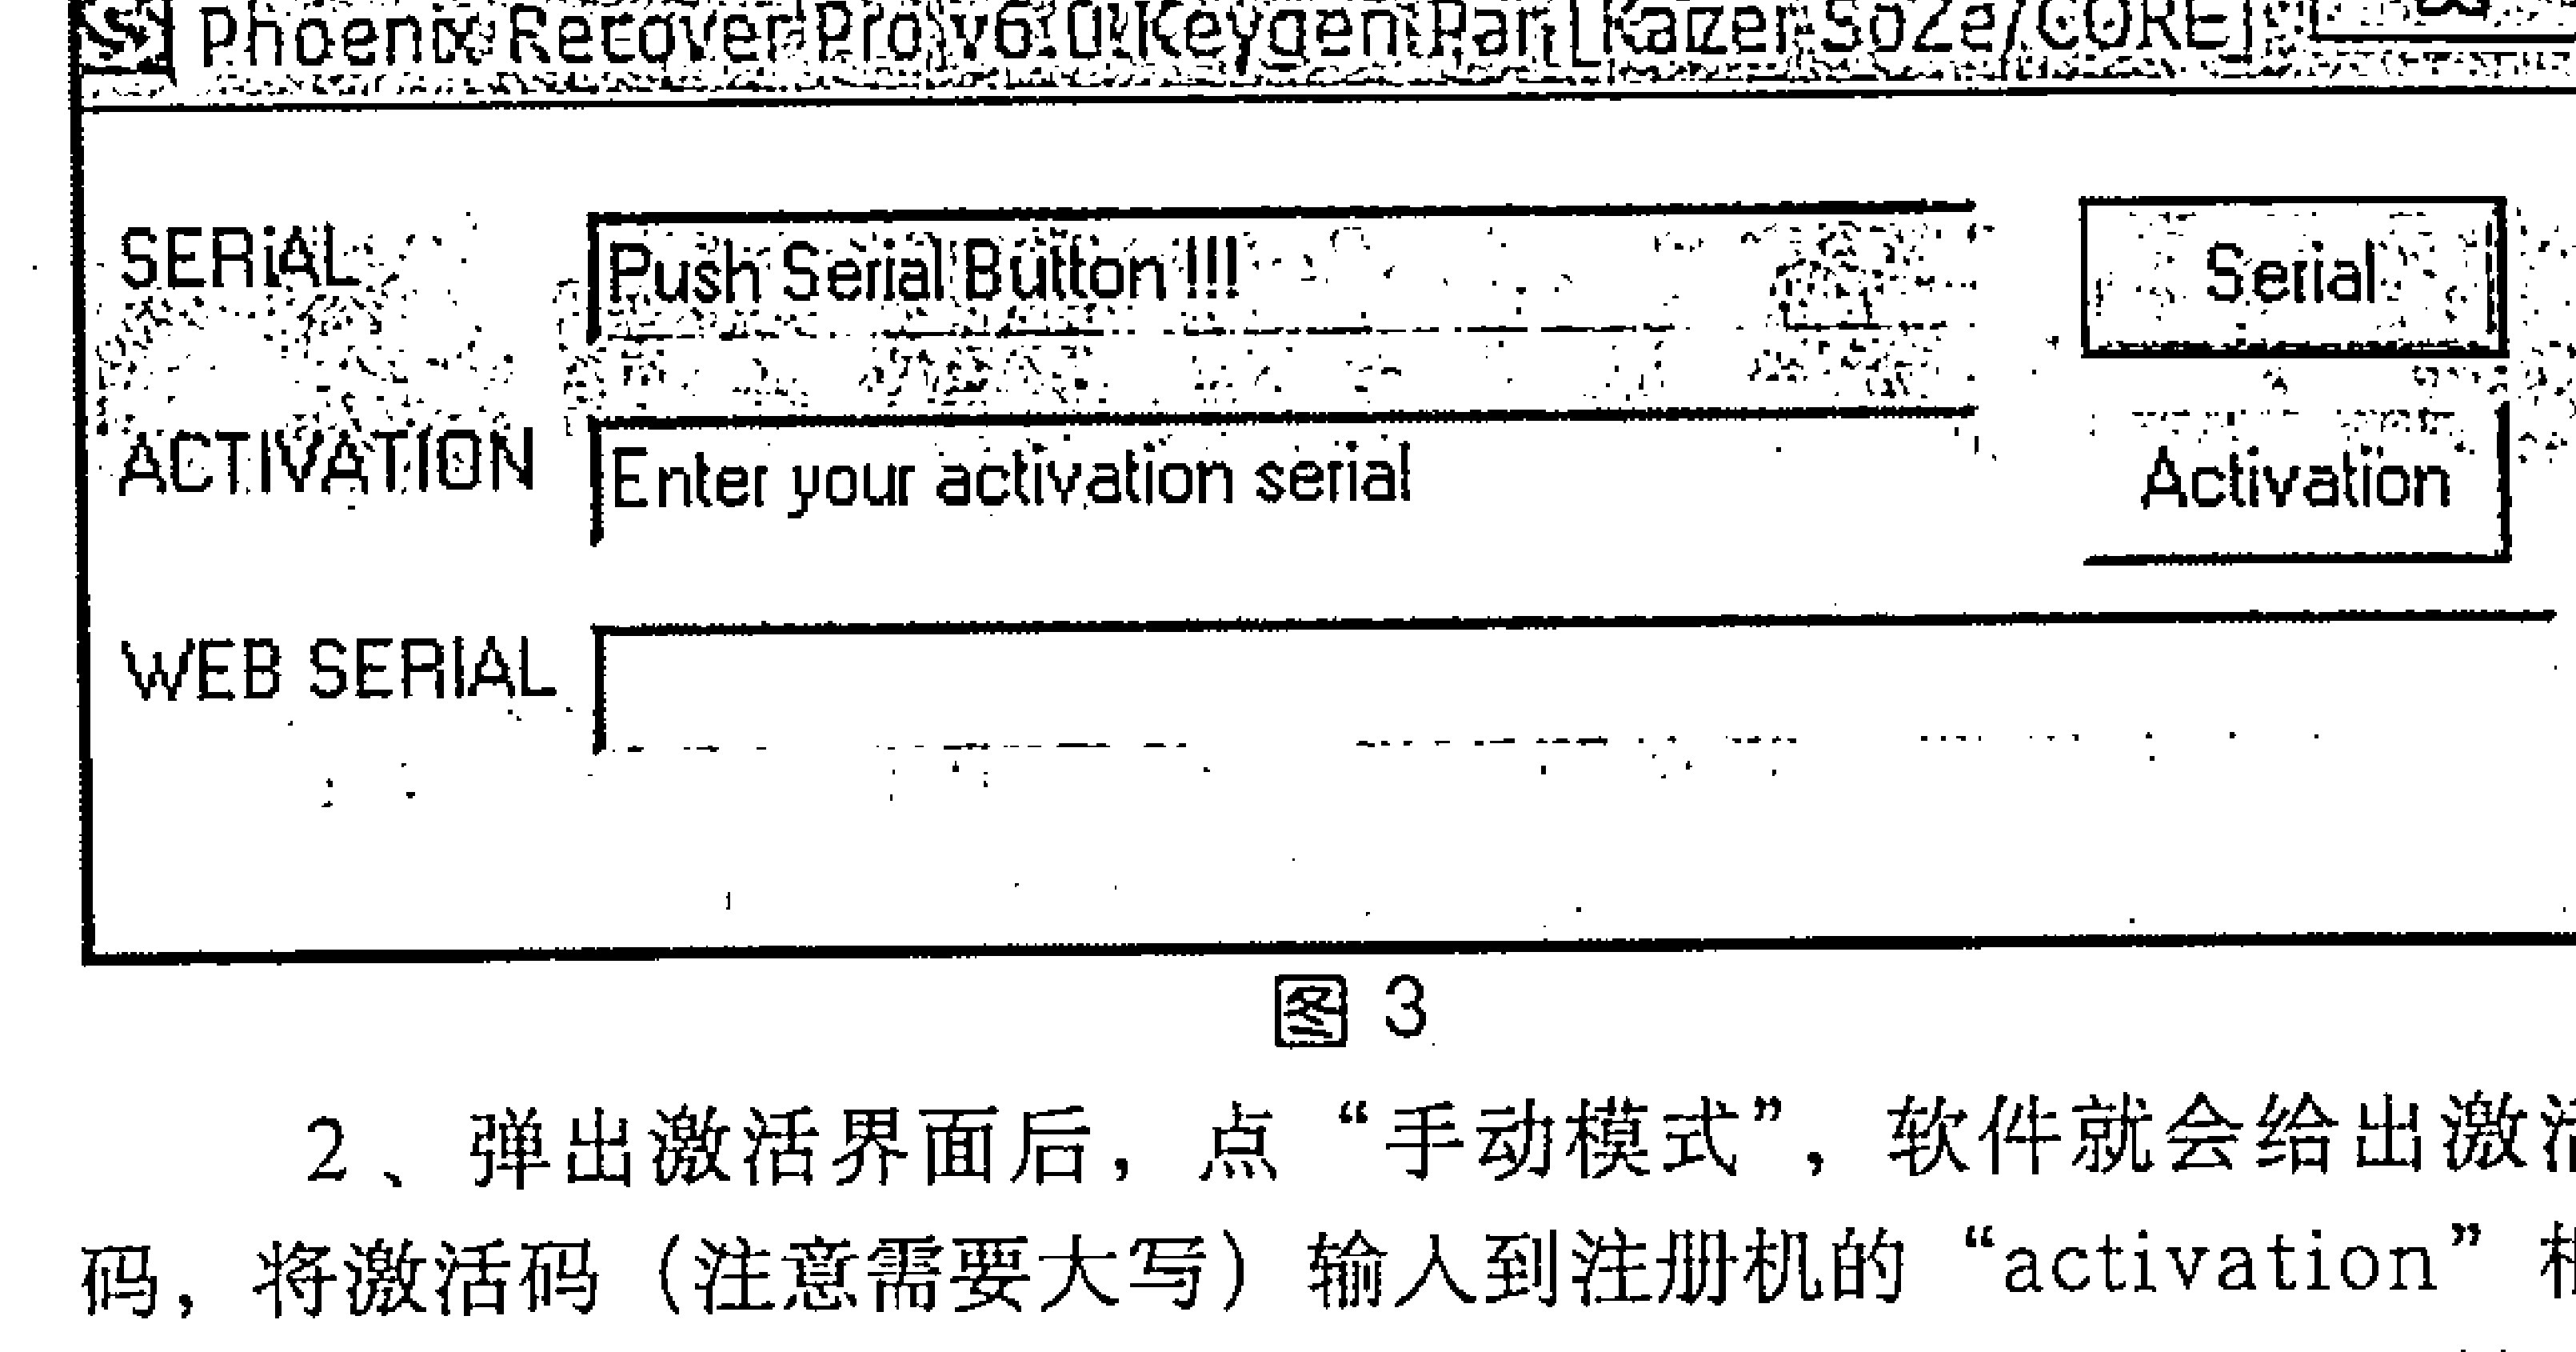 Phoenix Recover Pro v6.0 Keygen Par [ Kaizer SoZe/CORE ]
SERiAL Push Serial Button !!! Serial
ACTIVATION Enter your activation serial Activation
WEB SERIAL
图 3
2、弹出激活界面后，点“手动模式”，软件就会给出激活
码，将激活码（注意需要大写）输入到注册机的“activation”